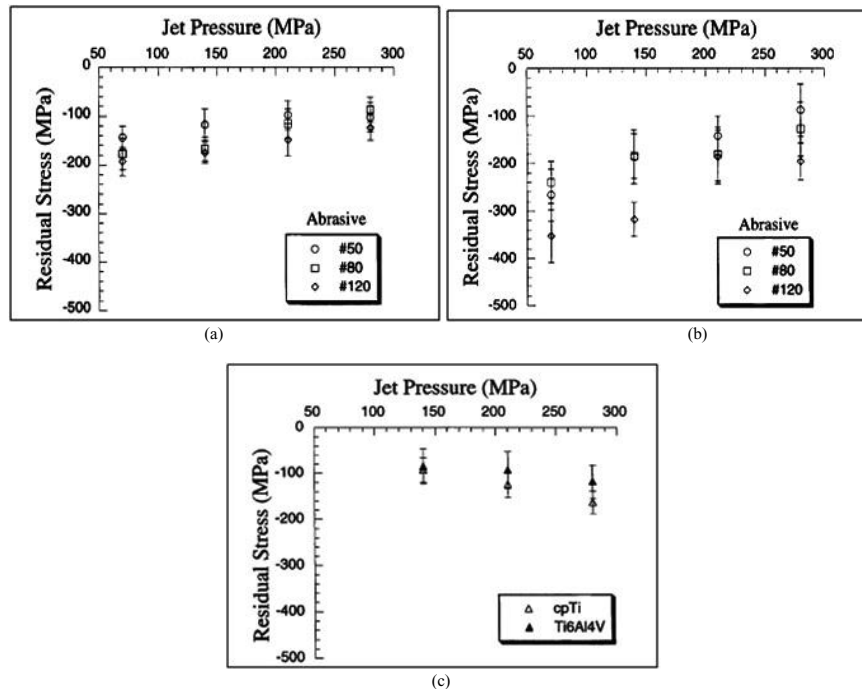 Jet Pressure (MPa)
50 100 150 200 250 300
0
-100
-200
-300
-400
-500
Residual Stress (MPa)
Abrasive
#50
#80
#120
(a)
Jet Pressure (MPa)
50 100 150 200 250 300
0
-100
-200
-300
-400
-500
Residual Stress (MPa)
Abrasive
#50
#80
#120
(b)
Jet Pressure (MPa)
50 100 150 200 250 300
0
-100
-200
-300
-400
-500
Residual Stress (MPa)
cpTi
Ti6Al4V
(c)